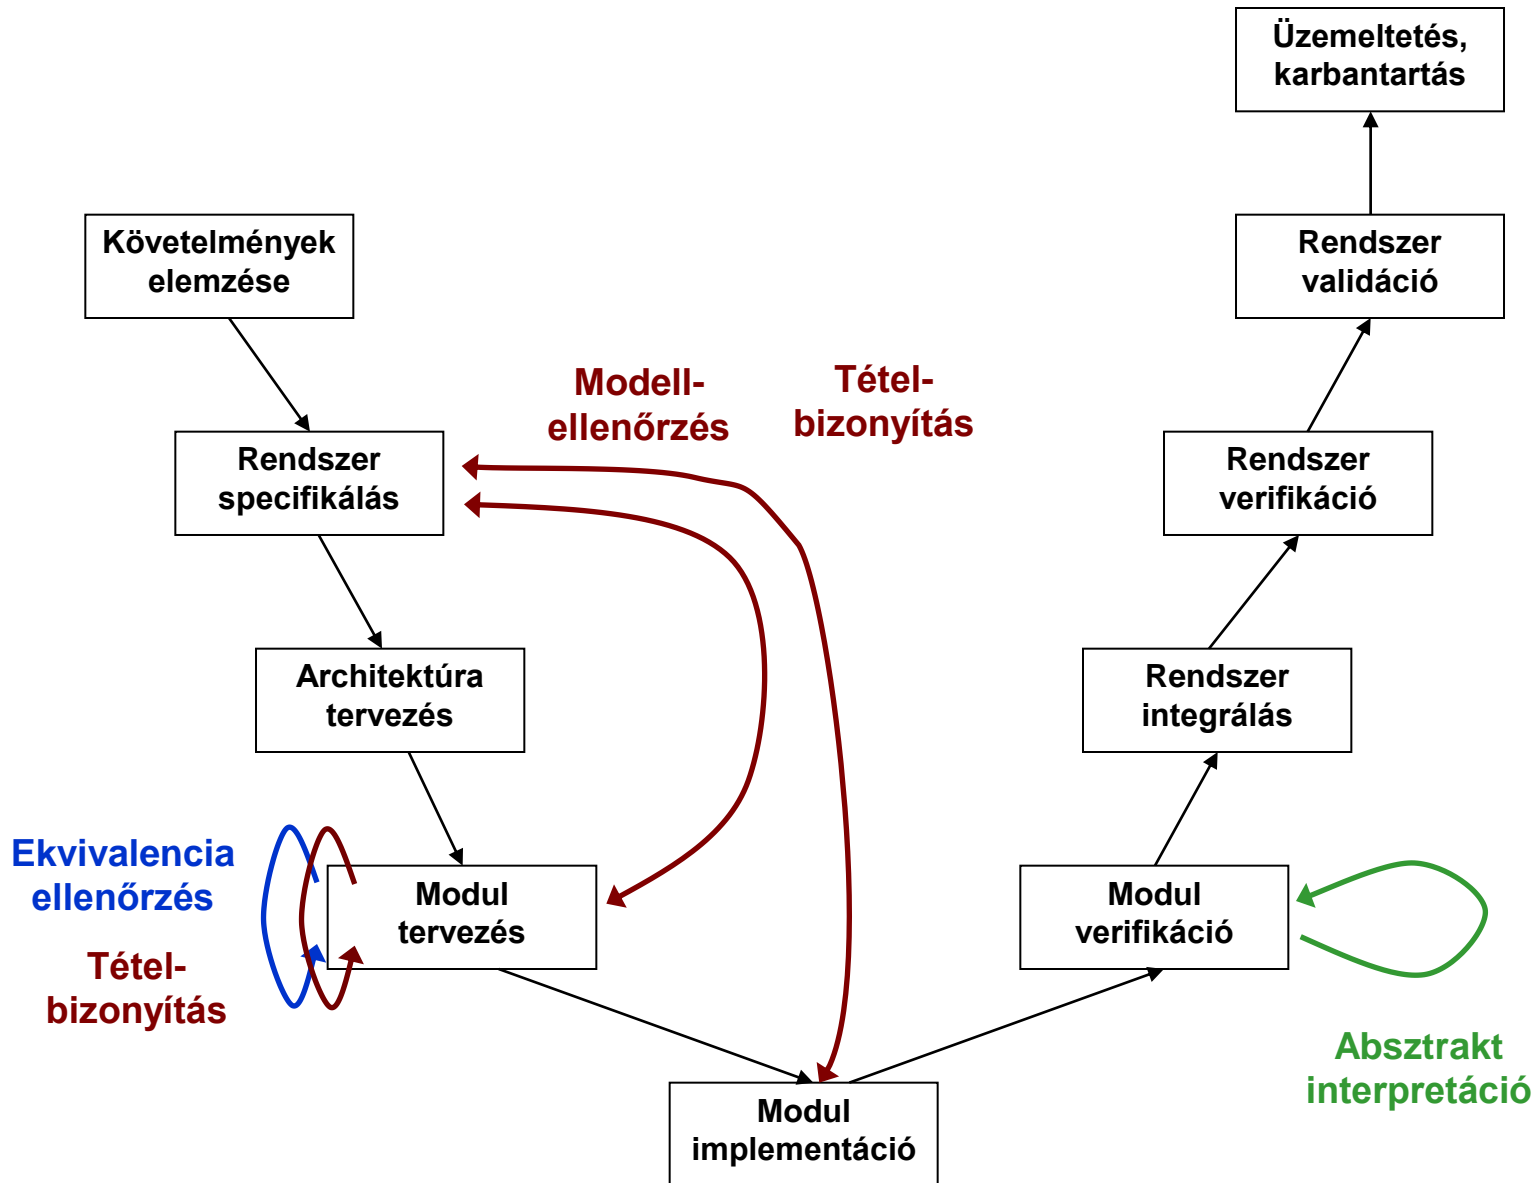 Üzemeltetés,
karbantartás
Követelmények
elemzése
Rendszer
validáció
Modell-
ellenőrzés
Tétel-
bizonyítás
Rendszer
specifikálás
Rendszer
verifikáció
Architektúra
tervezés
Rendszer
integrálás
Ekvivalencia
ellenőrzés
Tétel-
bizonyítás
Modul
tervezés
Modul
verifikáció
Absztrakt
interpretáció
Modul
implementáció